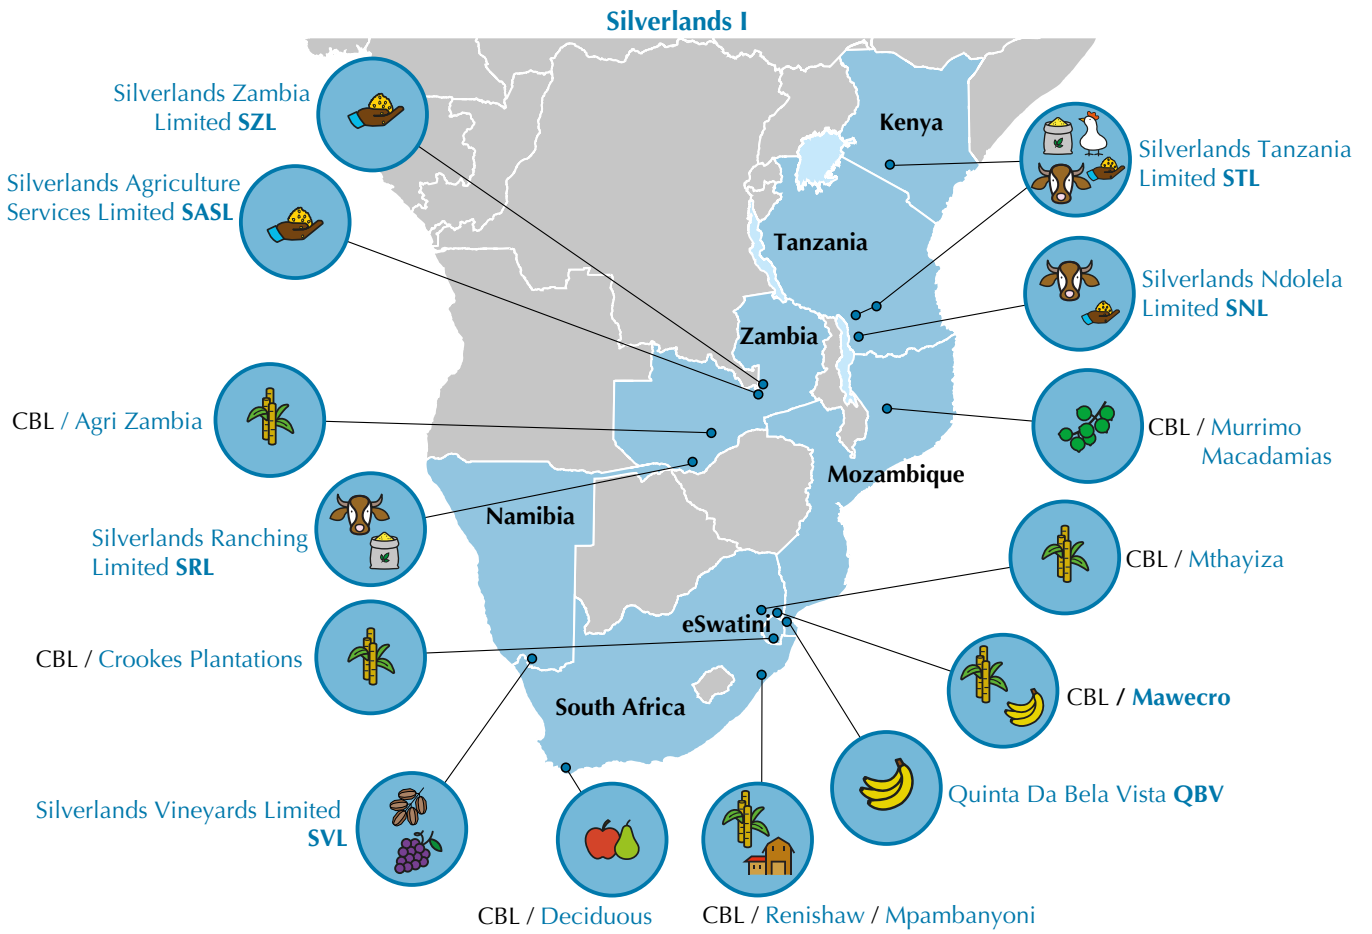 Silverlands I
Silverlands Zambia
Limited SZL
Silverlands Agriculture
Services Limited SASL
CBL / Agri Zambia
Silverlands Ranching
Limited SRL
CBL / Crookes Plantations
Silverlands Vineyards Limited
SVL
CBL / Deciduous
CBL / Renishaw / Mpambanyoni
Quinta Da Bela Vista QBV
CBL / Mawecro
CBL / Mthayiza
CBL / Murrimo
Macadamias
Silverlands Ndolela
Limited SNL
Silverlands Tanzania
Limited STL
Kenya
Tanzania
Zambia
Mozambique
Namibia
eSwatini
South Africa